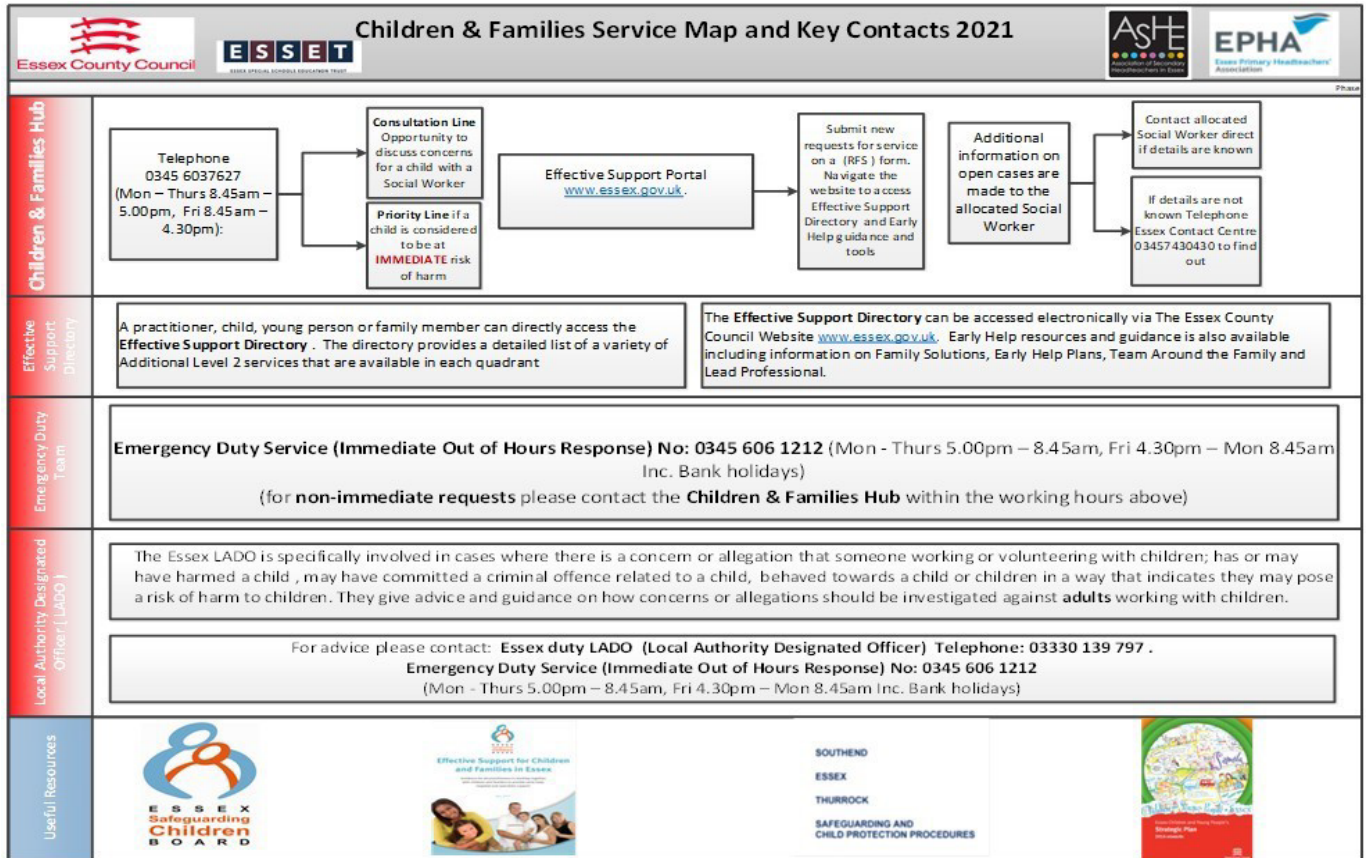 Children & Families Service Map and Key Contacts 2021
Essex County Council
ESSET
ESSEX SPECIAL SCHOOLS EDUCATION TRUST
ASHE
Association of Secondary
Headteachers in Essex
EPHA
Essex Primary Headteachers'
Association
Phase
Children & Families Hub
Telephone
0345 6037627
(Mon – Thurs 8.45am –
5.00pm, Fri 8.45am –
4.30pm):
Consultation Line
Opportunity to
discuss concerns
for a child with a
Social Worker
Priority Line if a
child is considered
to be at
IMMEDIATE risk
of harm
Effective Support Portal
www.essex.gov.uk .
Submit new
requests for service
on a (RFS ) form.
Navigate the
website to access
Effective Support
Directory and Early
Help guidance and
tools
Additional
information on
open cases are
made to the
allocated Social
Worker
Contact allocated
Social Worker direct
if details are known
If details are not
known Telephone
Essex Contact Centre
03457430430 to find
out
Effective
Support
Directory
A practitioner, child, young person or family member can directly access the
Effective Support Directory . The directory provides a detailed list of a variety of
Additional Level 2 services that are available in each quadrant
The Effective Support Directory can be accessed electronically via The Essex County
Council Website www.essex.gov.uk. Early Help resources and guidance is also available
including information on Family Solutions, Early Help Plans, Team Around the Family and
Lead Professional.
Emergency Duty
Team
Emergency Duty Service (Immediate Out of Hours Response) No: 0345 606 1212 (Mon - Thurs 5.00pm – 8.45am, Fri 4.30pm – Mon 8.45am
Inc. Bank holidays)
(for non-immediate requests please contact the Children & Families Hub within the working hours above)
Local Authority Designated
Officer ( LADO )
The Essex LADO is specifically involved in cases where there is a concern or allegation that someone working or volunteering with children; has or may
have harmed a child , may have committed a criminal offence related to a child, behaved towards a child or children in a way that indicates they may pose
a risk of harm to children. They give advice and guidance on how concerns or allegations should be investigated against adults working with children.
For advice please contact: Essex duty LADO (Local Authority Designated Officer) Telephone: 03330 139 797 .
Emergency Duty Service (Immediate Out of Hours Response) No: 0345 606 1212
(Mon - Thurs 5.00pm – 8.45am, Fri 4.30pm – Mon 8.45am Inc. Bank holidays)
Useful Resources
ESSEX
Safeguarding
Children
BOARD
Effective Support for Children
and Families in Essex
SOUTHEND
ESSEX
THURROCK
SAFEGUARDING AND
CHILD PROTECTION PROCEDURES
Strategic Plan